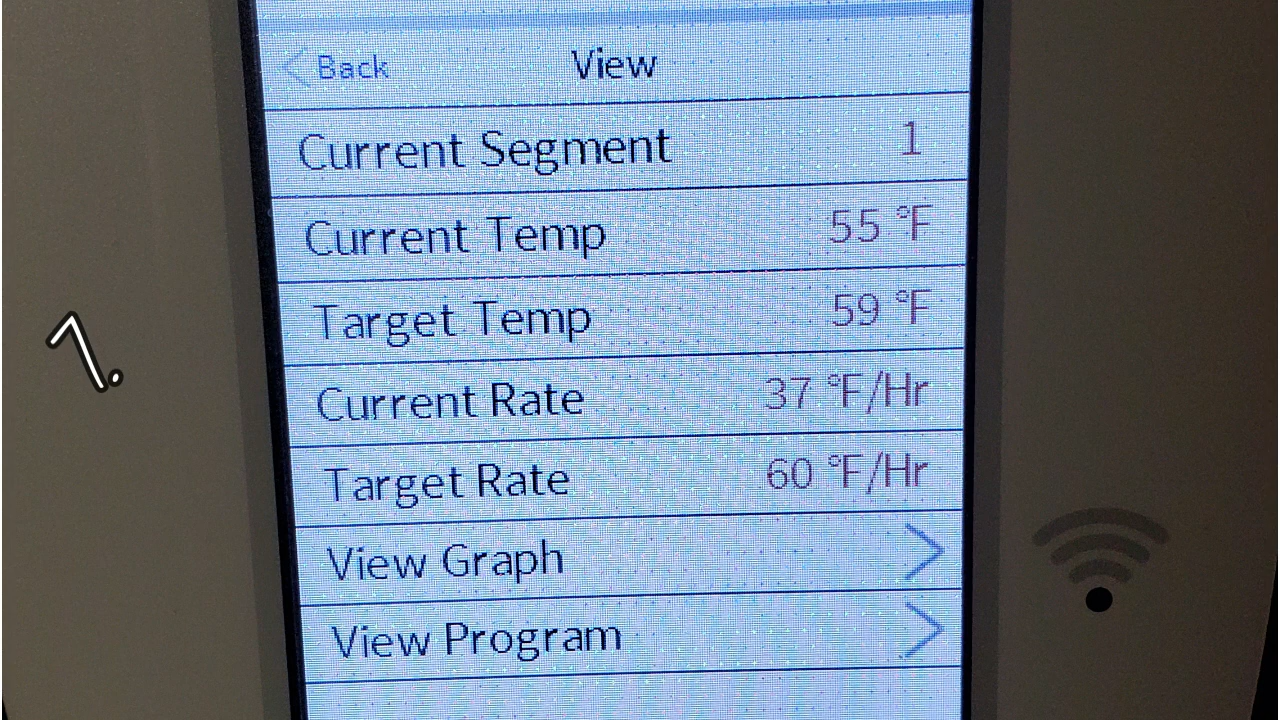 Back View
Current Segment 1
Current Temp 55 °F
Target Temp 59 °F
1.
Current Rate 37 °F/Hr
Target Rate 60 °F/Hr
View Graph
View Program